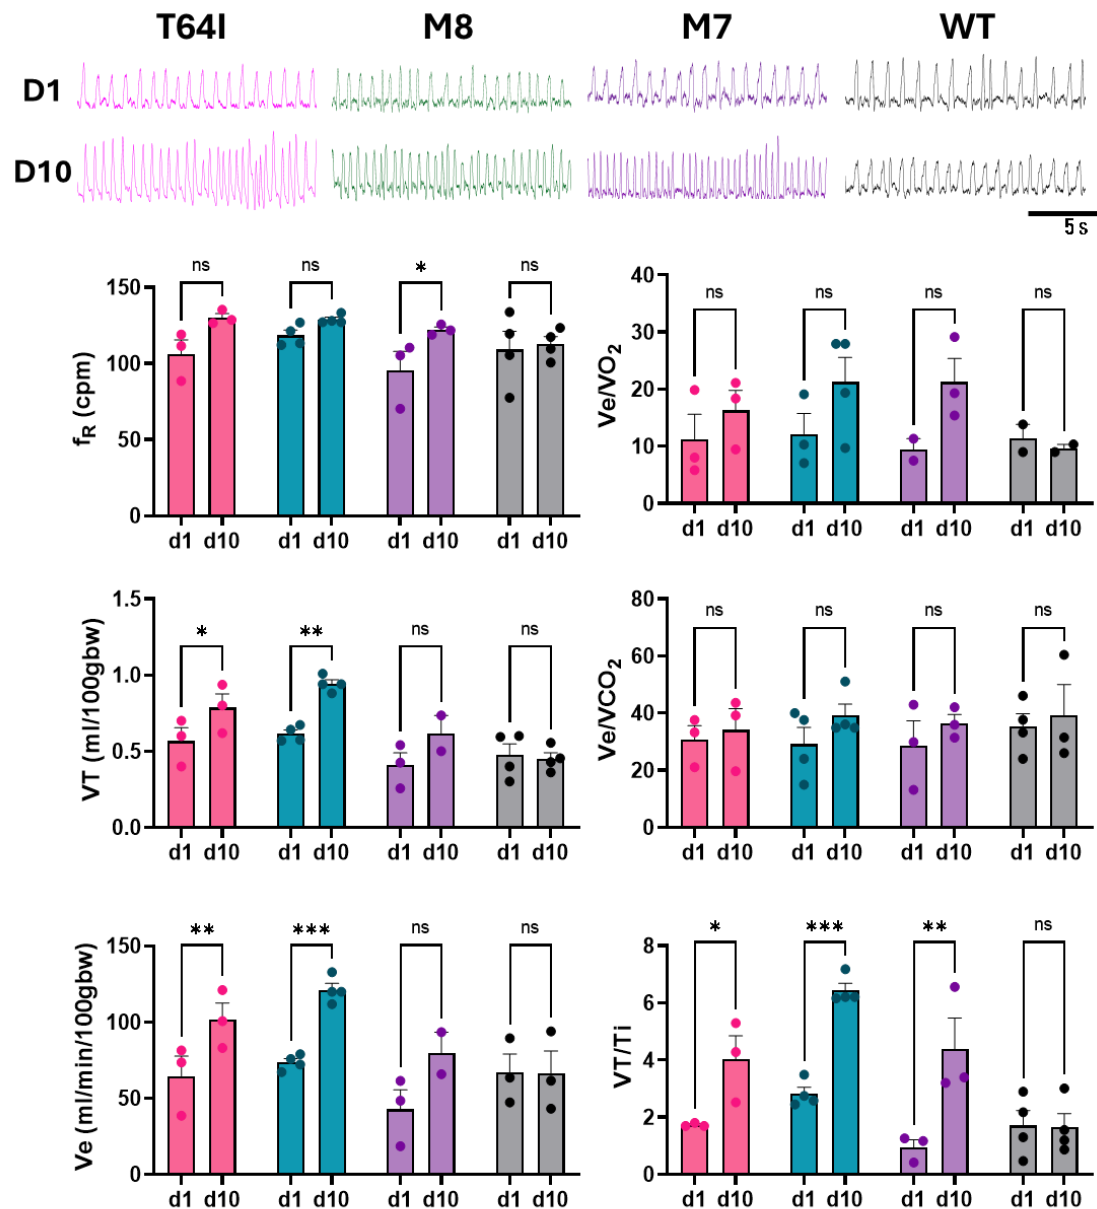 T64I M8 M7 WT
D1
D10
5 s
ns ns * ns
150
100
50
0
fR (cpm)
d1 d10 d1 d10 d1 d10 d1 d10
ns ns ns ns
40
30
20
10
0
Ve/VO2
d1 d10 d1 d10 d1 d10 d1 d10
* ** ns ns
1.5
1.0
0.5
0.0
VT (ml/100gbw)
d1 d10 d1 d10 d1 d10 d1 d10
ns ns ns ns
80
60
40
20
0
Ve/VCO2
d1 d10 d1 d10 d1 d10 d1 d10
** *** ns ns
150
100
50
0
Ve (ml/min/100gbw)
d1 d10 d1 d10 d1 d10 d1 d10
* *** ** ns
8
6
4
2
0
VT/Ti
d1 d10 d1 d10 d1 d10 d1 d10